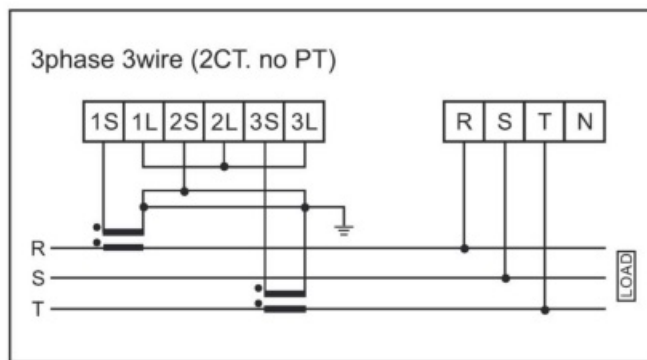 3phase 3wire (2CT. no PT)
1S 1L 2S 2L 3S 3L
R S T N
R
S
T
LOAD